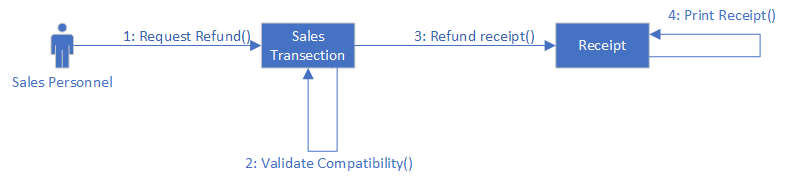 4: Print Receipt()
1: Request Refund()
Sales
Transection
3: Refund receipt()
Receipt
Sales Personnel
2: Validate Compatibility()